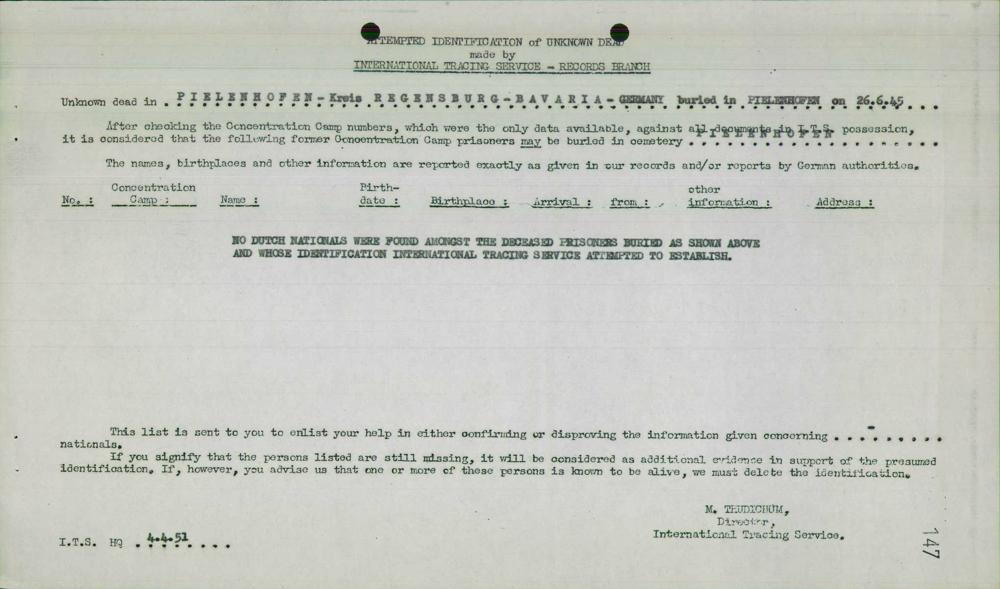 ATTEMPTED IDENTIFICATION of UNKNOWN DEAD
made by
INTERNATIONAL TRACING SERVICE - RECORDS BRANCH
Unknown dead in . PIELENHOFEN-Kreis REGENSBURG-BAVARIA-GERMANY buried in PIELENHOFEN on 26.6.45 . . .
After checking the Concentration Camp numbers, which were the only data available, against all documents in I.T.S. possession,
it is considered that the following former Concentration Camp prisoners may be buried in cemetery . PIELENHOFEN . . . . . .
The names, birthplaces and other information are reported exactly as given in our records and/or reports by German authorities.
No. : Concentration Camp : Name : Birth-date : Birthplace : Arrival : from : other information : Address :
NO DUTCH NATIONALS WERE FOUND AMONGST THE DECEASED PRISONERS BURIED AS SHOWN ABOVE
AND WHOSE IDENTIFICATION INTERNATIONAL TRACING SERVICE ATTEMPTED TO ESTABLISH.
This list is sent to you to enlist your help in either confirming or disproving the information given concerning . . . . . . . . .
nationals.
If you signify that the persons listed are still missing, it will be considered as additional evidence in support of the presumed
identification. If, however, you advise us that one or more of these persons is known to be alive, we must delete the identification.
M. THUDICHUM,
Director,
International Tracing Service.
I.T.S. HQ . 4.4.51 . . . .
147